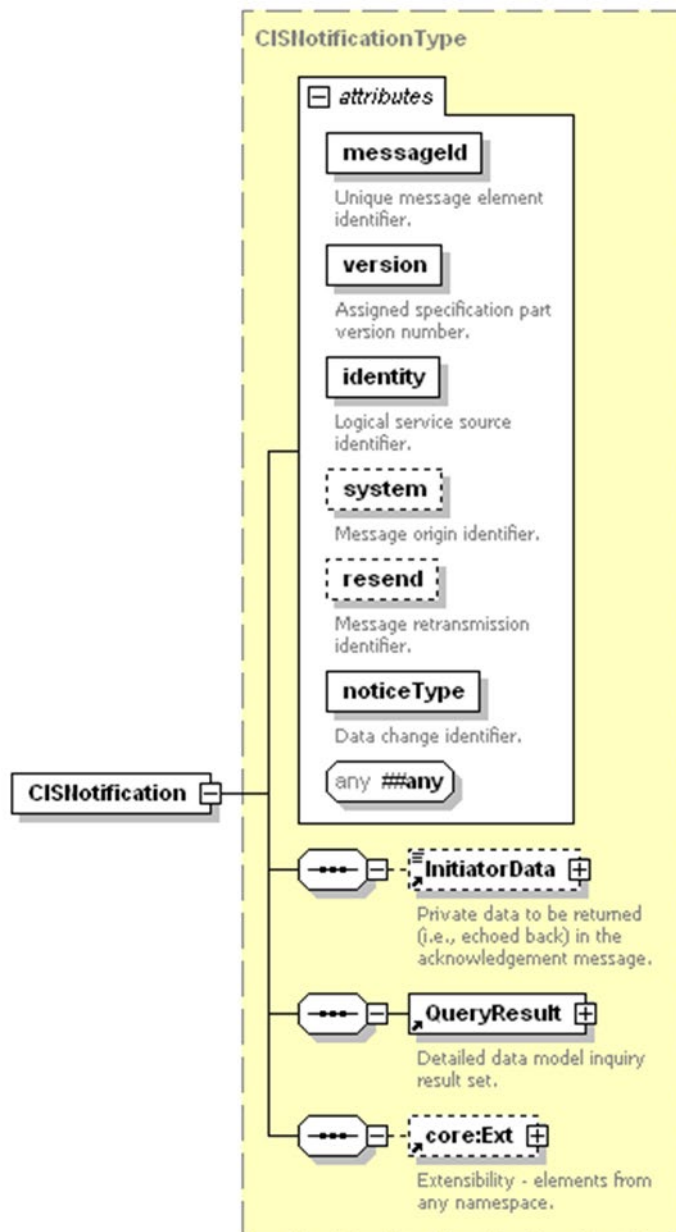 CISNotificationType
attributes
messageId
Unique message element
identifier.
version
Assigned specification part
version number.
identity
Logical service source
identifier.
system
Message origin identifier.
resend
Message retransmission
identifier.
noticeType
Data change identifier.
any ##any
CISNotification
InitiatorData
Private data to be returned
(i.e., echoed back) in the
acknowledgement message.
QueryResult
Detailed data model inquiry
result set.
core:Ext
Extensibility - elements from
any namespace.